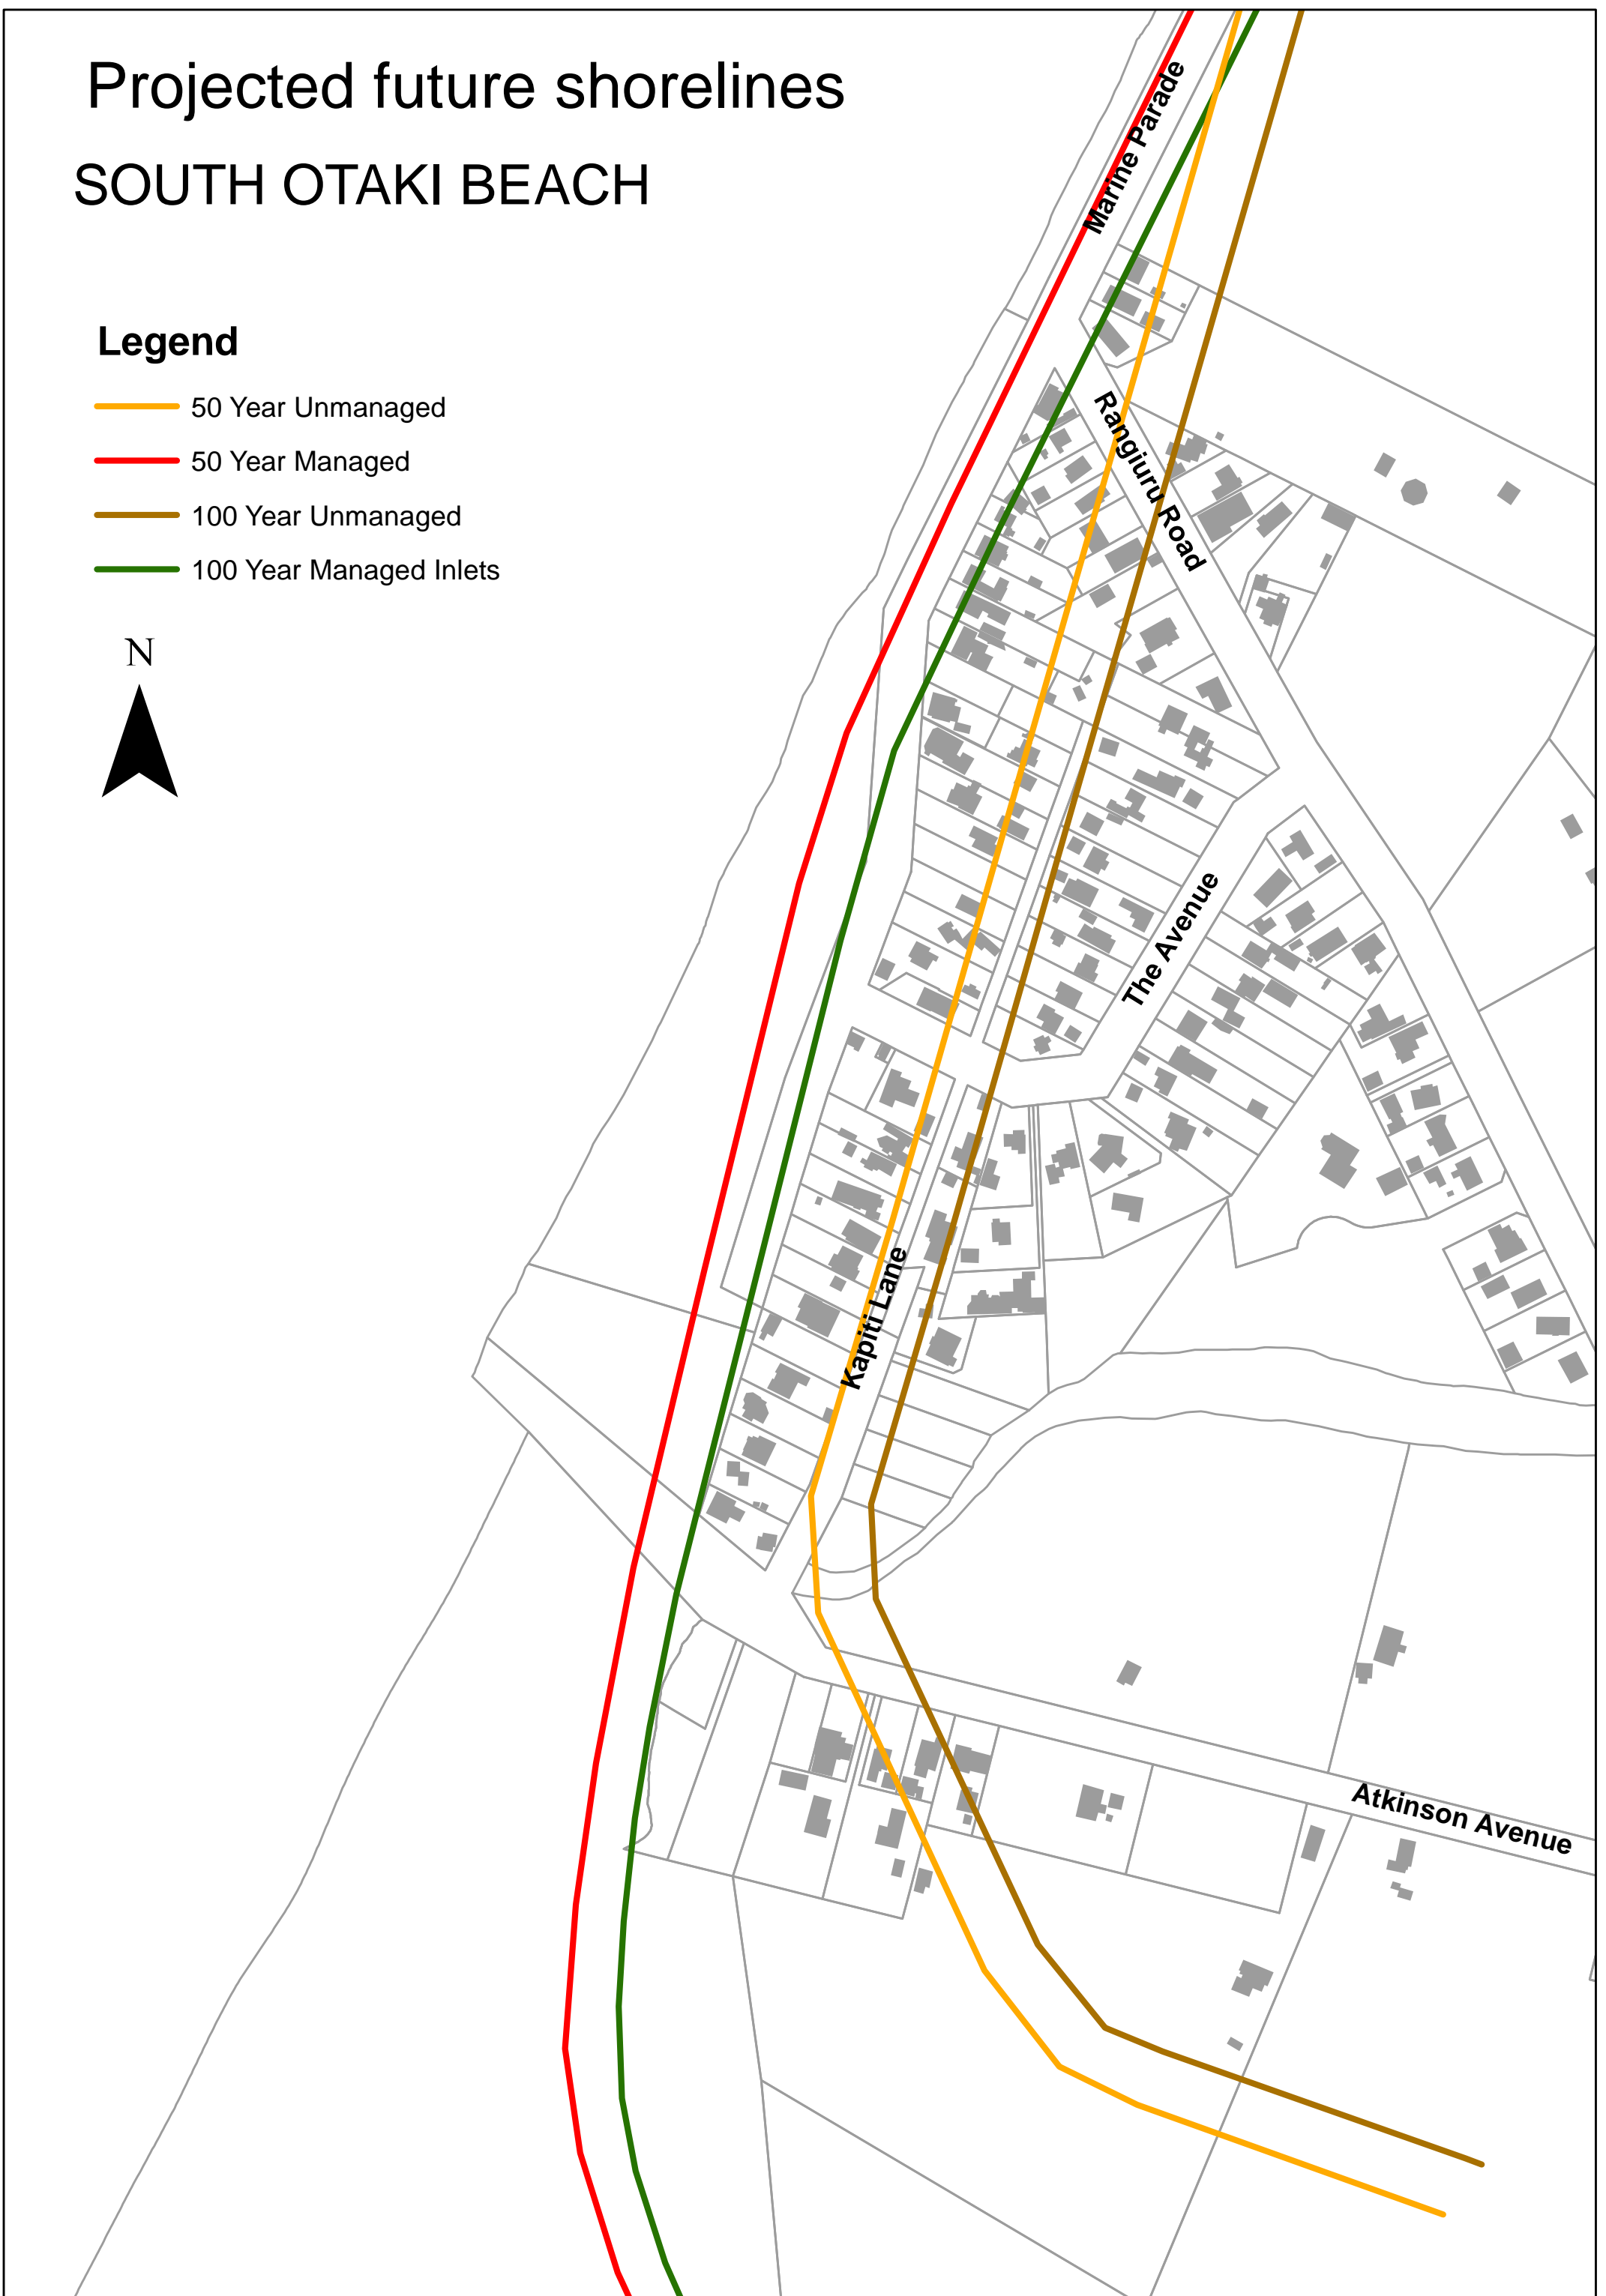 Projected future shorelines
SOUTH OTAKI BEACH
Legend
50 Year Unmanaged
50 Year Managed
100 Year Unmanaged
100 Year Managed Inlets
N
Marine Parade
Rangiuru Road
The Avenue
Kapiti Lane
Atkinson Avenue